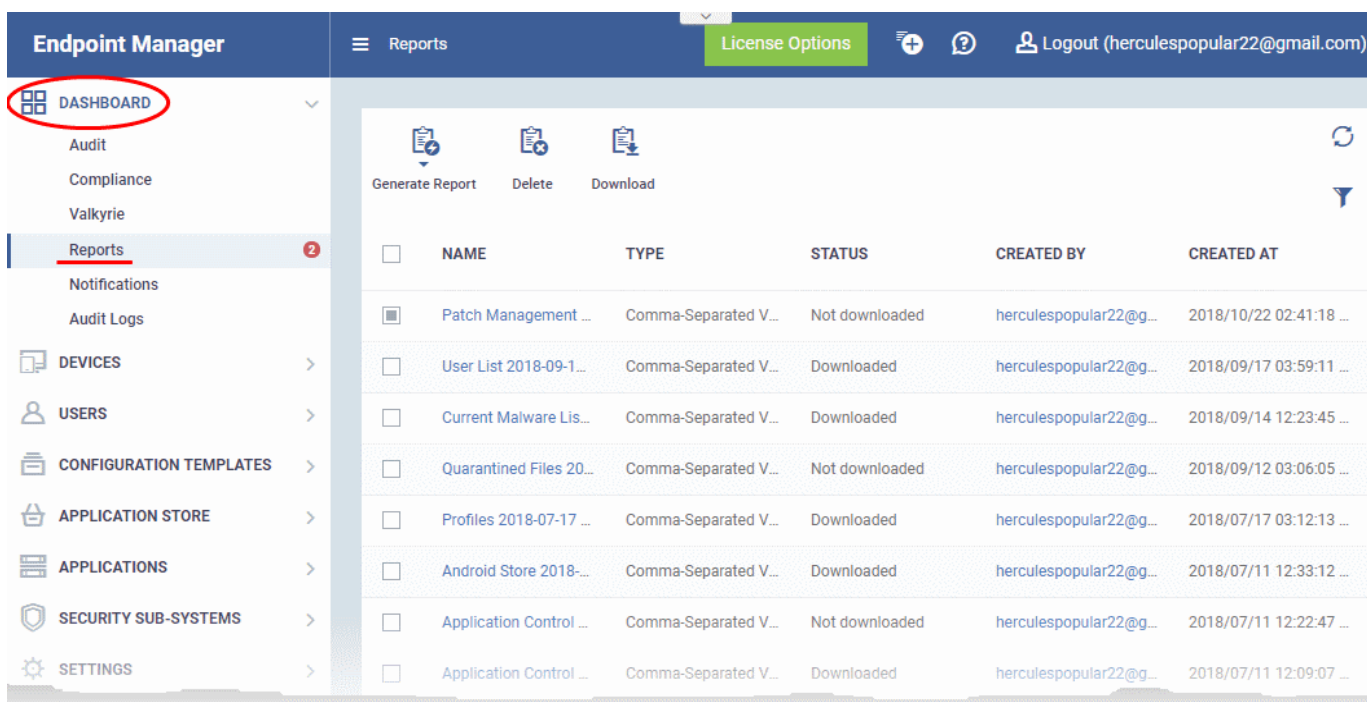 Endpoint Manager
Reports
License Options
Logout (herculespopular22@gmail.com)
DASHBOARD
Audit
Compliance
Valkyrie
Reports 2
Notifications
Audit Logs
DEVICES
USERS
CONFIGURATION TEMPLATES
APPLICATION STORE
APPLICATIONS
SECURITY SUB-SYSTEMS
SETTINGS
Generate Report Delete Download
NAME TYPE STATUS CREATED BY CREATED AT
Patch Management ... Comma-Separated V... Not downloaded herculespopular22@g... 2018/10/22 02:41:18 ...
User List 2018-09-1... Comma-Separated V... Downloaded herculespopular22@g... 2018/09/17 03:59:11 ...
Current Malware Lis... Comma-Separated V... Downloaded herculespopular22@g... 2018/09/14 12:23:45 ...
Quarantined Files 20... Comma-Separated V... Not downloaded herculespopular22@g... 2018/09/12 03:06:05 ...
Profiles 2018-07-17 ... Comma-Separated V... Downloaded herculespopular22@g... 2018/07/17 03:12:13 ...
Android Store 2018-... Comma-Separated V... Downloaded herculespopular22@g... 2018/07/11 12:33:12 ...
Application Control ... Comma-Separated V... Not downloaded herculespopular22@g... 2018/07/11 12:22:47 ...
Application Control ... Comma-Separated V... Downloaded herculespopular22@g... 2018/07/11 12:09:07 ...